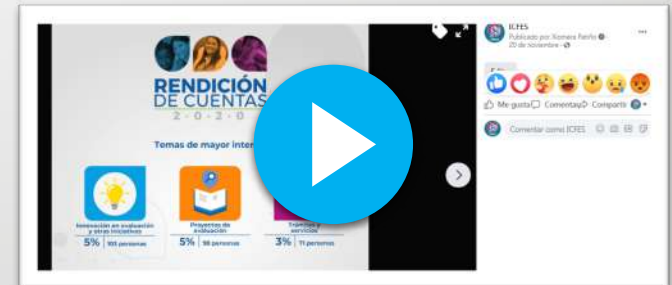 RENDICIÓN
DE CUENTAS
2 - 0 - 2 - 0
Temas de mayor inter
Innovación en evaluación
y otras iniciativas
5% 103 personas
Proyectos de
evaluación
5% 98 personas
Trámites y
servicios
3% 71 personas
ICFES
Publicado por Xiomara Patiño
20 de noviembre
Me gusta Comentar Compartir
Comentar como ICFES